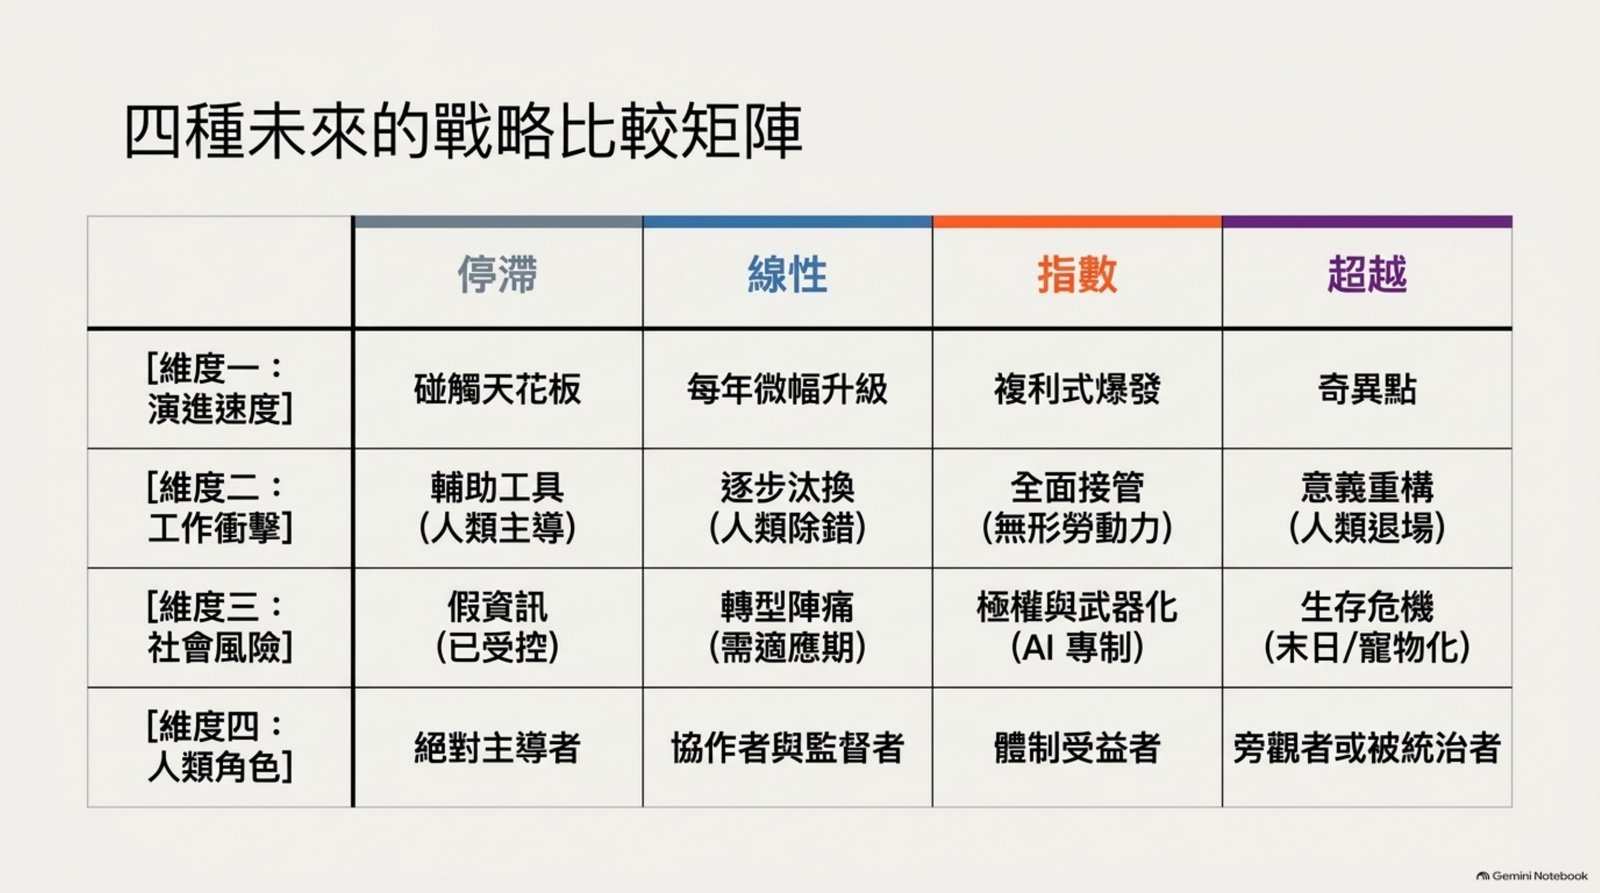 四種未來的戰略比較矩陣
停滯
線性
指數
超越
[維度一：
演進速度]
碰觸天花板
每年微幅升級
複利式爆發
奇異點
[維度二：
工作衝擊]
輔助工具
(人類主導)
逐步汰換
(人類除錯)
全面接管
(無形勞動力)
意義重構
(人類退場)
[維度三：
社會風險]
假資訊
(已受控)
轉型陣痛
(需適應期)
極權與武器化
(AI 專制)
生存危機
(末日/寵物化)
[維度四：
人類角色]
絕對主導者
協作者與監督者
體制受益者
旁觀者或被統治者
Gemini Notebook